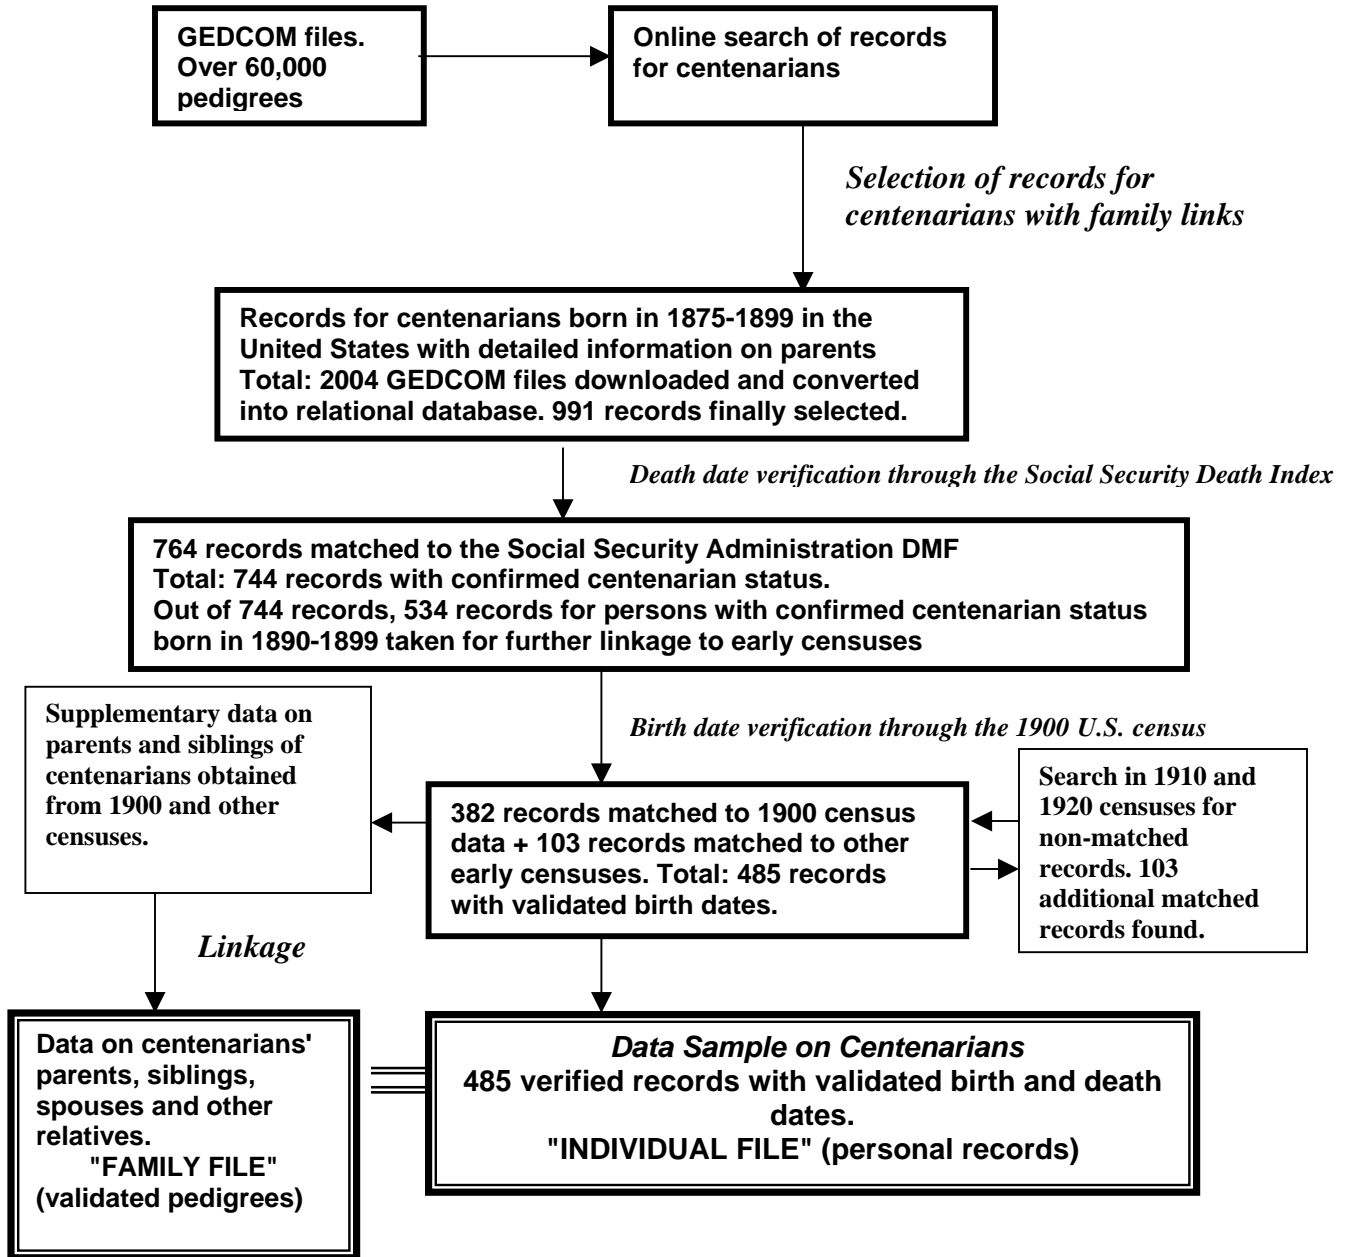 GEDCOM files.
Over 60,000
pedigrees
Online search of records
for centenarians
Selection of records for
centenarians with family links
Records for centenarians born in 1875-1899 in the
United States with detailed information on parents
Total: 2004 GEDCOM files downloaded and converted
into relational database. 991 records finally selected.
Death date verification through the Social Security Death Index
764 records matched to the Social Security Administration DMF
Total: 744 records with confirmed centenarian status.
Out of 744 records, 534 records for persons with confirmed centenarian status
born in 1890-1899 taken for further linkage to early censuses
Supplementary data on
parents and siblings of
centenarians obtained
from 1900 and other
censuses.
Birth date verification through the 1900 U.S. census
382 records matched to 1900 census
data + 103 records matched to other
early censuses. Total: 485 records
with validated birth dates.
Search in 1910 and
1920 censuses for
non-matched
records. 103
additional matched
records found.
Linkage
Data on centenarians'
parents, siblings,
spouses and other
relatives.
"FAMILY FILE"
(validated pedigrees)
Data Sample on Centenarians
485 verified records with validated birth and death
dates.
"INDIVIDUAL FILE" (personal records)